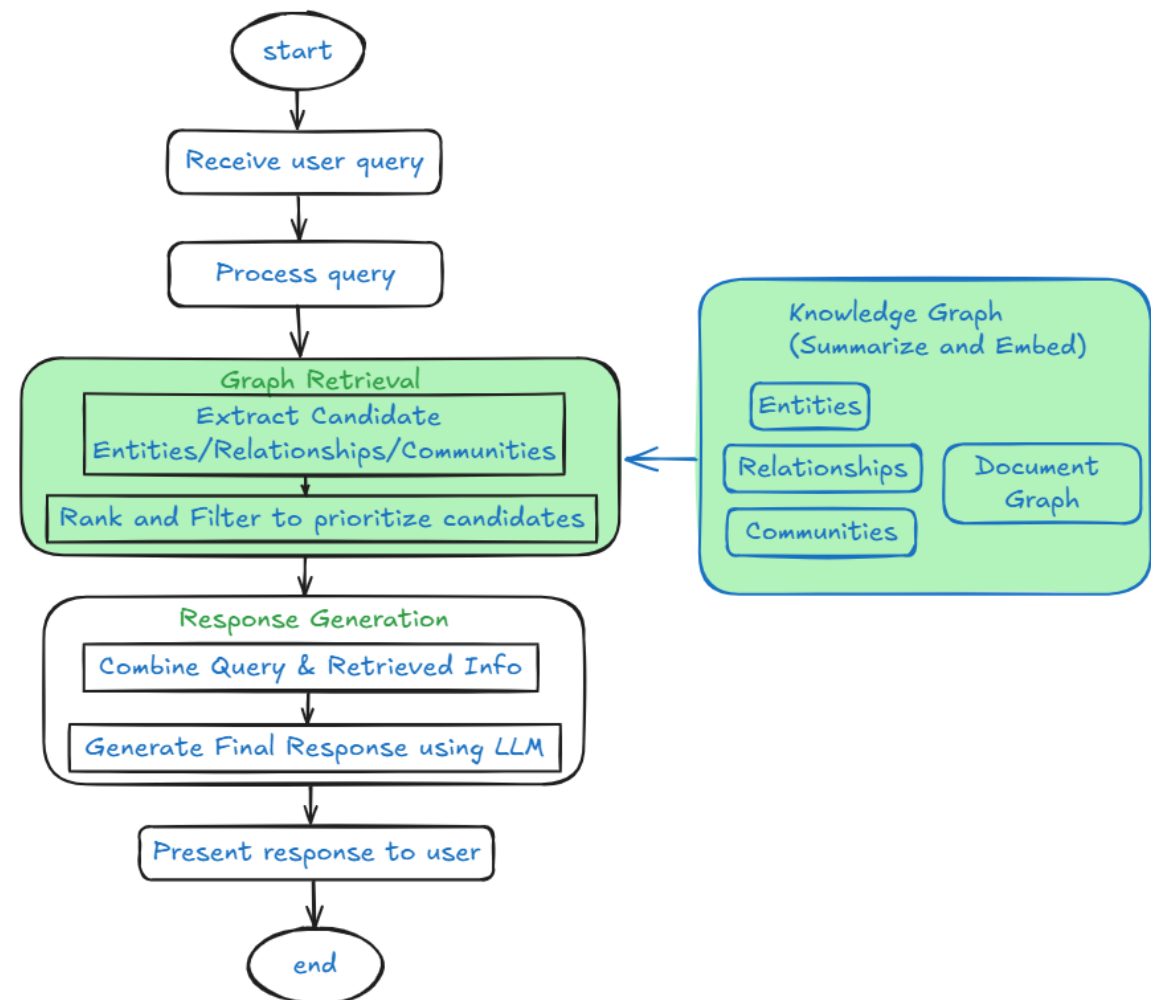 start
Receive user query
Process query
Graph Retrieval
Extract Candidate
Entities/Relationships/Communities
Rank and Filter to prioritize candidates
Knowledge Graph
(Summarize and Embed)
Entities
Relationships
Communities
Document
Graph
Response Generation
Combine Query & Retrieved Info
Generate Final Response using LLM
Present response to user
end